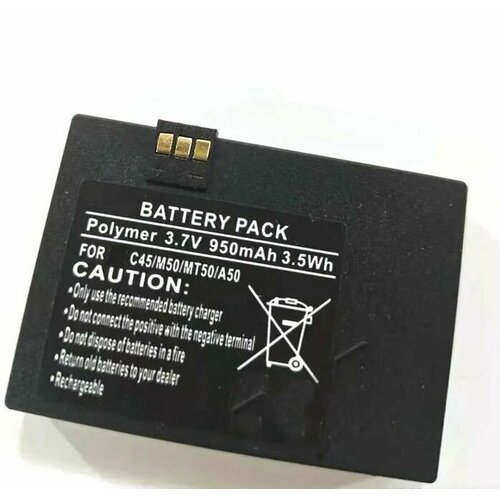 BATTERY PACK
Polymer 3.7V 950mAh 3.5Wh
FOR C45/M50/MT50/A50
CAUTION:
•Only use the recommended battery charger
•Do not connect the positive with the negative terminal
•Do not dispose of batteries in a fire
•Return old batteries to your dealer
•Rechargeable